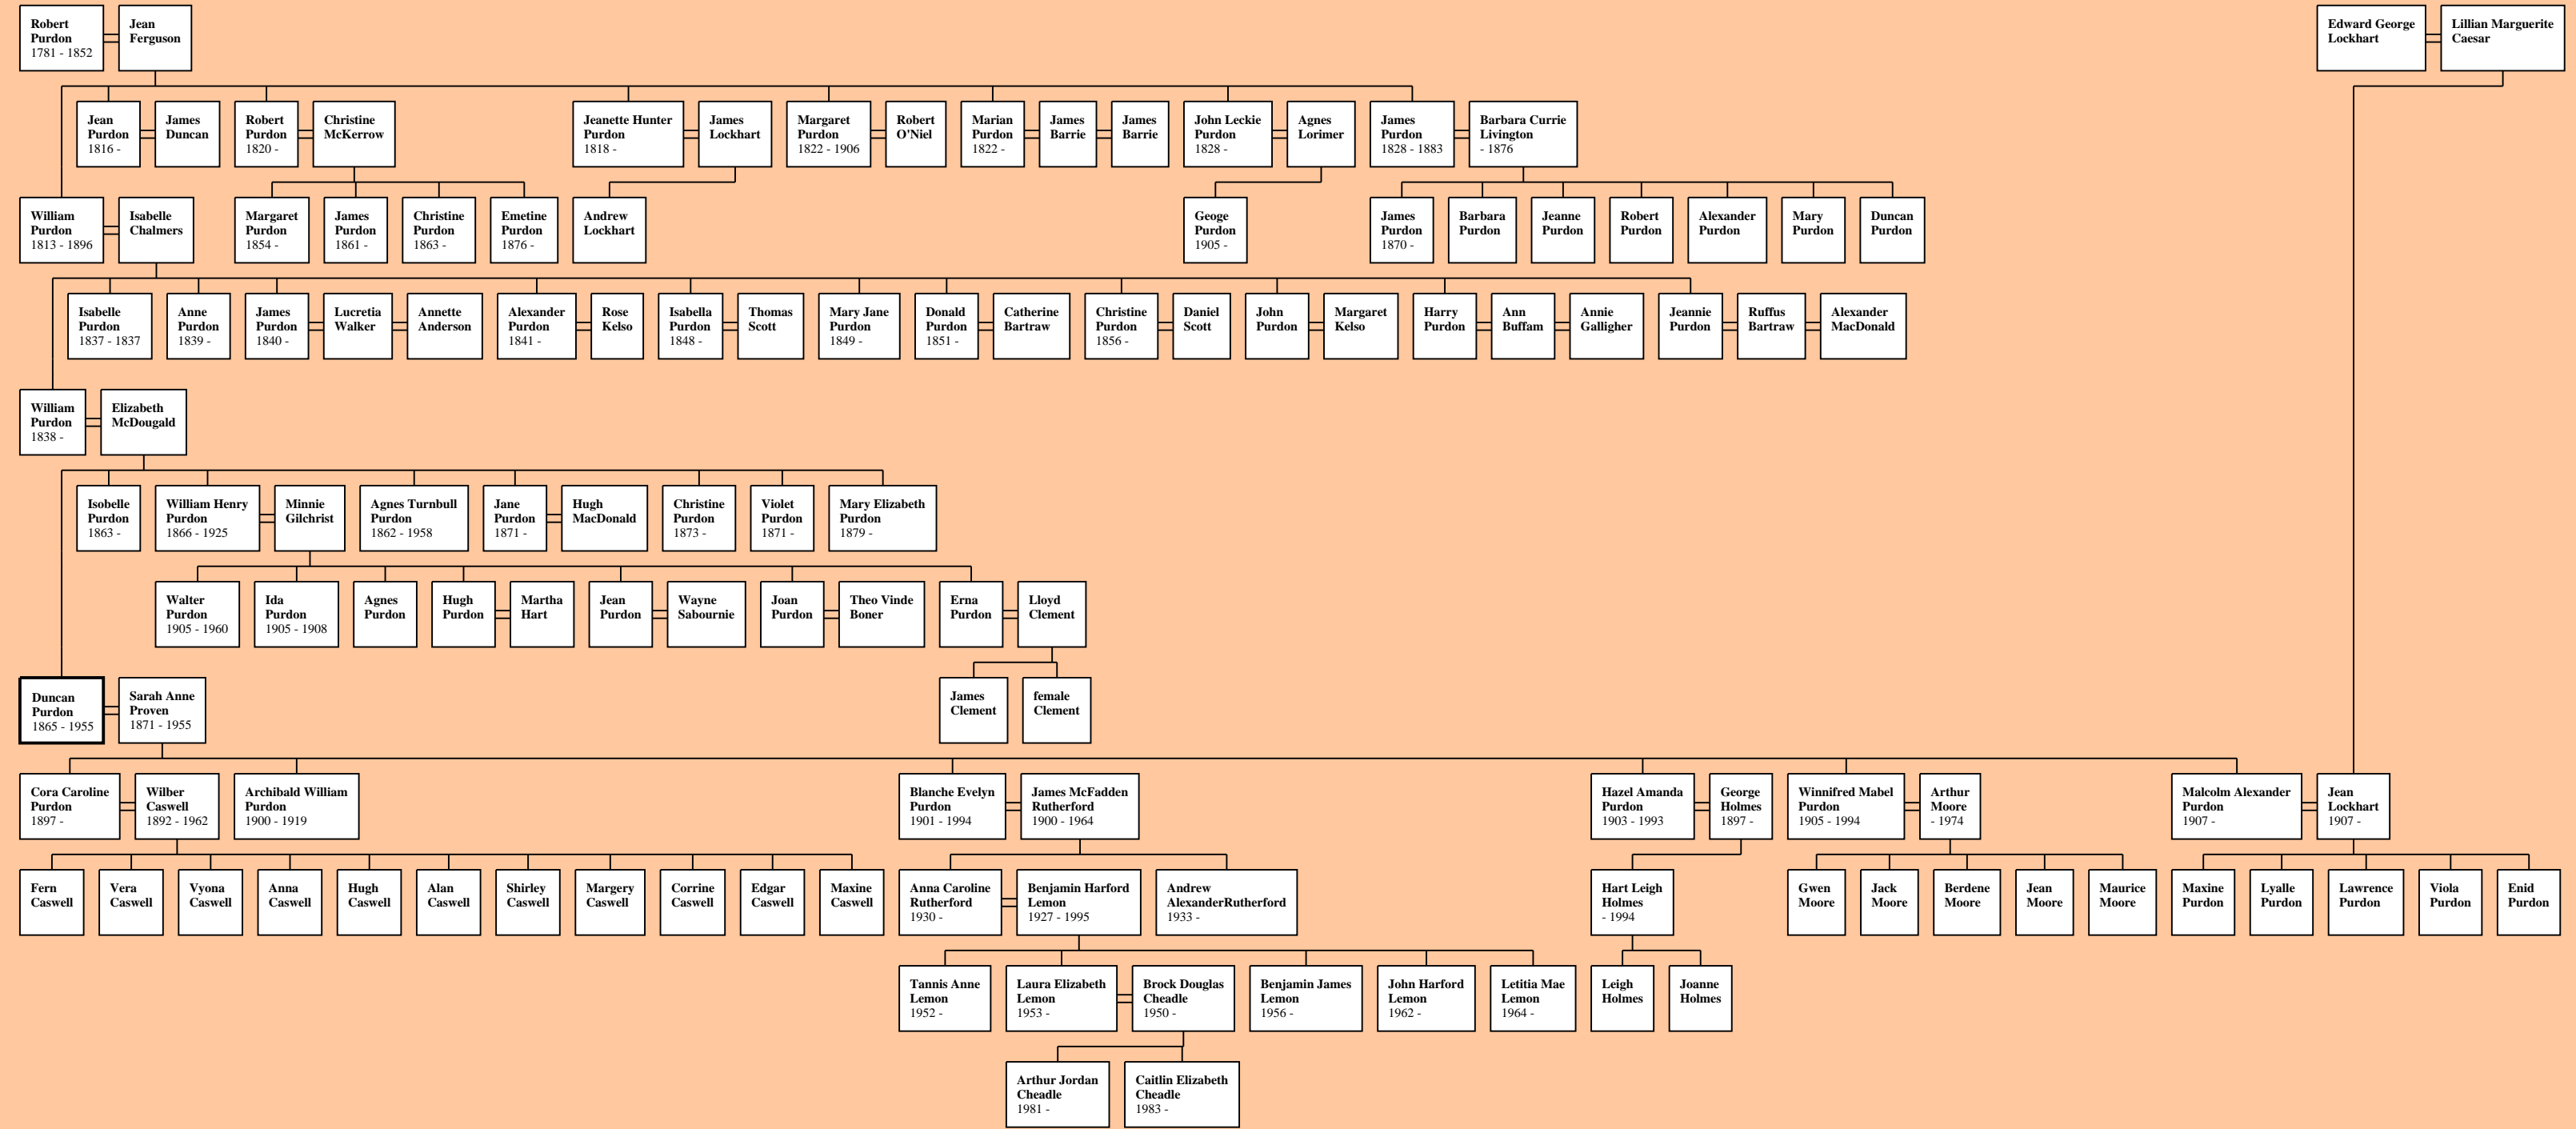 Robert
Purdon
1781 - 1852
Jean
Ferguson
Edward George
Lockhart
Lillian Marguerite
Caesar
Jean
Purdon
1816 -
James
Duncan
Robert
Purdon
1820 -
Christine
McKerrow
Jeanette Hunter
Purdon
1818 -
James
Lockhart
Margaret
Purdon
1822 - 1906
Robert
O'Niel
Marian
Purdon
1822 -
James
Barrie
James
Barrie
John Leckie
Purdon
1828 -
Agnes
Lorimer
James
Purdon
1828 - 1883
Barbara Currie
Livington
- 1876
William
Purdon
1813 - 1896
Isabelle
Chalmers
Margaret
Purdon
1854 -
James
Purdon
1861 -
Christine
Purdon
1863 -
Emetine
Purdon
1876 -
Andrew
Lockhart
Geoge
Purdon
1905 -
James
Purdon
1870 -
Barbara
Purdon
Jeanne
Purdon
Robert
Purdon
Alexander
Purdon
Mary
Purdon
Duncan
Purdon
Isabelle
Purdon
1837 - 1837
Anne
Purdon
1839 -
James
Purdon
1840 -
Lucretia
Walker
Annette
Anderson
Alexander
Purdon
1841 -
Rose
Kelso
Isabella
Purdon
1848 -
Thomas
Scott
Mary Jane
Purdon
1849 -
Donald
Purdon
1851 -
Catherine
Bartraw
Christine
Purdon
1856 -
Daniel
Scott
John
Purdon
Margaret
Kelso
Harry
Purdon
Ann
Buffam
Annie
Galligher
Jeannie
Purdon
Ruffus
Bartraw
Alexander
MacDonald
William
Purdon
1838 -
Elizabeth
McDougald
Isobelle
Purdon
1863 -
William Henry
Purdon
1866 - 1925
Minnie
Gilchrist
Agnes Turnbull
Purdon
1862 - 1958
Jane
Purdon
1871 -
Hugh
MacDonald
Christine
Purdon
1873 -
Violet
Purdon
1871 -
Mary Elizabeth
Purdon
1879 -
Walter
Purdon
1905 - 1960
Ida
Purdon
1905 - 1908
Agnes
Purdon
Hugh
Purdon
Martha
Hart
Jean
Purdon
Wayne
Sabournie
Joan
Purdon
Theo Vinde
Boner
Erna
Purdon
Lloyd
Clement
Duncan
Purdon
1865 - 1955
Sarah Anne
Proven
1871 - 1955
James
Clement
female
Clement
Cora Caroline
Purdon
1897 -
Wilber
Caswell
1892 - 1962
Archibald William
Purdon
1900 - 1919
Blanche Evelyn
Purdon
1901 - 1994
James McFadden
Rutherford
1900 - 1964
Hazel Amanda
Purdon
1903 - 1993
George
Holmes
1897 -
Winnifred Mabel
Purdon
1905 - 1994
Arthur
Moore
- 1974
Malcolm Alexander
Purdon
1907 -
Jean
Lockhart
1907 -
Fern
Caswell
Vera
Caswell
Vyona
Caswell
Anna
Caswell
Hugh
Caswell
Alan
Caswell
Shirley
Caswell
Margery
Caswell
Corrine
Caswell
Edgar
Caswell
Maxine
Caswell
Anna Caroline
Rutherford
1930 -
Benjamin Harford
Lemon
1927 - 1995
Andrew
AlexanderRutherford
1933 -
Hart Leigh
Holmes
- 1994
Gwen
Moore
Jack
Moore
Berdene
Moore
Jean
Moore
Maurice
Moore
Maxine
Purdon
Lyalle
Purdon
Lawrence
Purdon
Viola
Purdon
Enid
Purdon
Tannis Anne
Lemon
1952 -
Laura Elizabeth
Lemon
1953 -
Brock Douglas
Cheadle
1950 -
Benjamin James
Lemon
1956 -
John Harford
Lemon
1962 -
Letitia Mae
Lemon
1964 -
Leigh
Holmes
Joanne
Holmes
Arthur Jordan
Cheadle
1981 -
Caitlin Elizabeth
Cheadle
1983 -